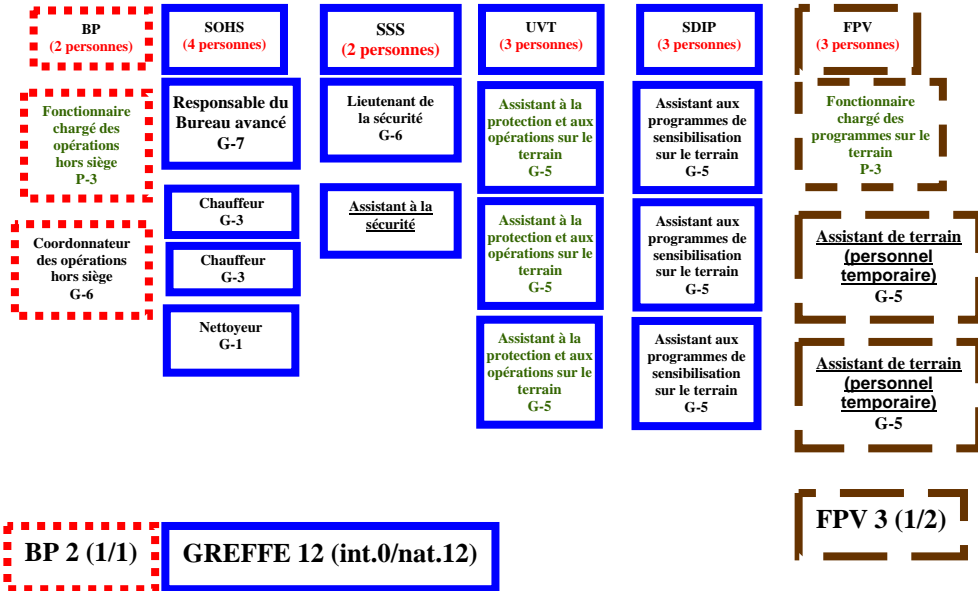 BP
(2 personnes)
Fonctionnaire
chargé des
opérations
hors siège
P-3
Coordonnateur
des opérations
hors siège
G-6
SOHS
(4 personnes)
Responsable du
Bureau avancé
G-7
Chauffeur
G-3
Chauffeur
G-3
Nettoyeur
G-1
SSS
(2 personnes)
Lieutenant de
la sécurité
G-6
Assistant à la
sécurité
UVT
(3 personnes)
Assistant à la
protection et aux
opérations sur le
terrain
G-5
Assistant à la
protection et aux
opérations sur le
terrain
G-5
Assistant à la
protection et aux
opérations sur le
terrain
G-5
SDIP
(3 personnes)
Assistant aux
programmes de
sensibilisation
sur le terrain
G-5
Assistant aux
programmes de
sensibilisation
sur le terrain
G-5
Assistant aux
programmes de
sensibilisation
sur le terrain
G-5
FPV
(3 personnes)
Fonctionnaire
chargé des
programmes sur le
terrain
P-3
Assistant de terrain
(personnel
temporaire)
G-5
Assistant de terrain
(personnel
temporaire)
G-5
BP 2 (1/1)
GREFFE 12 (int.0/nat.12)
FPV 3 (1/2)